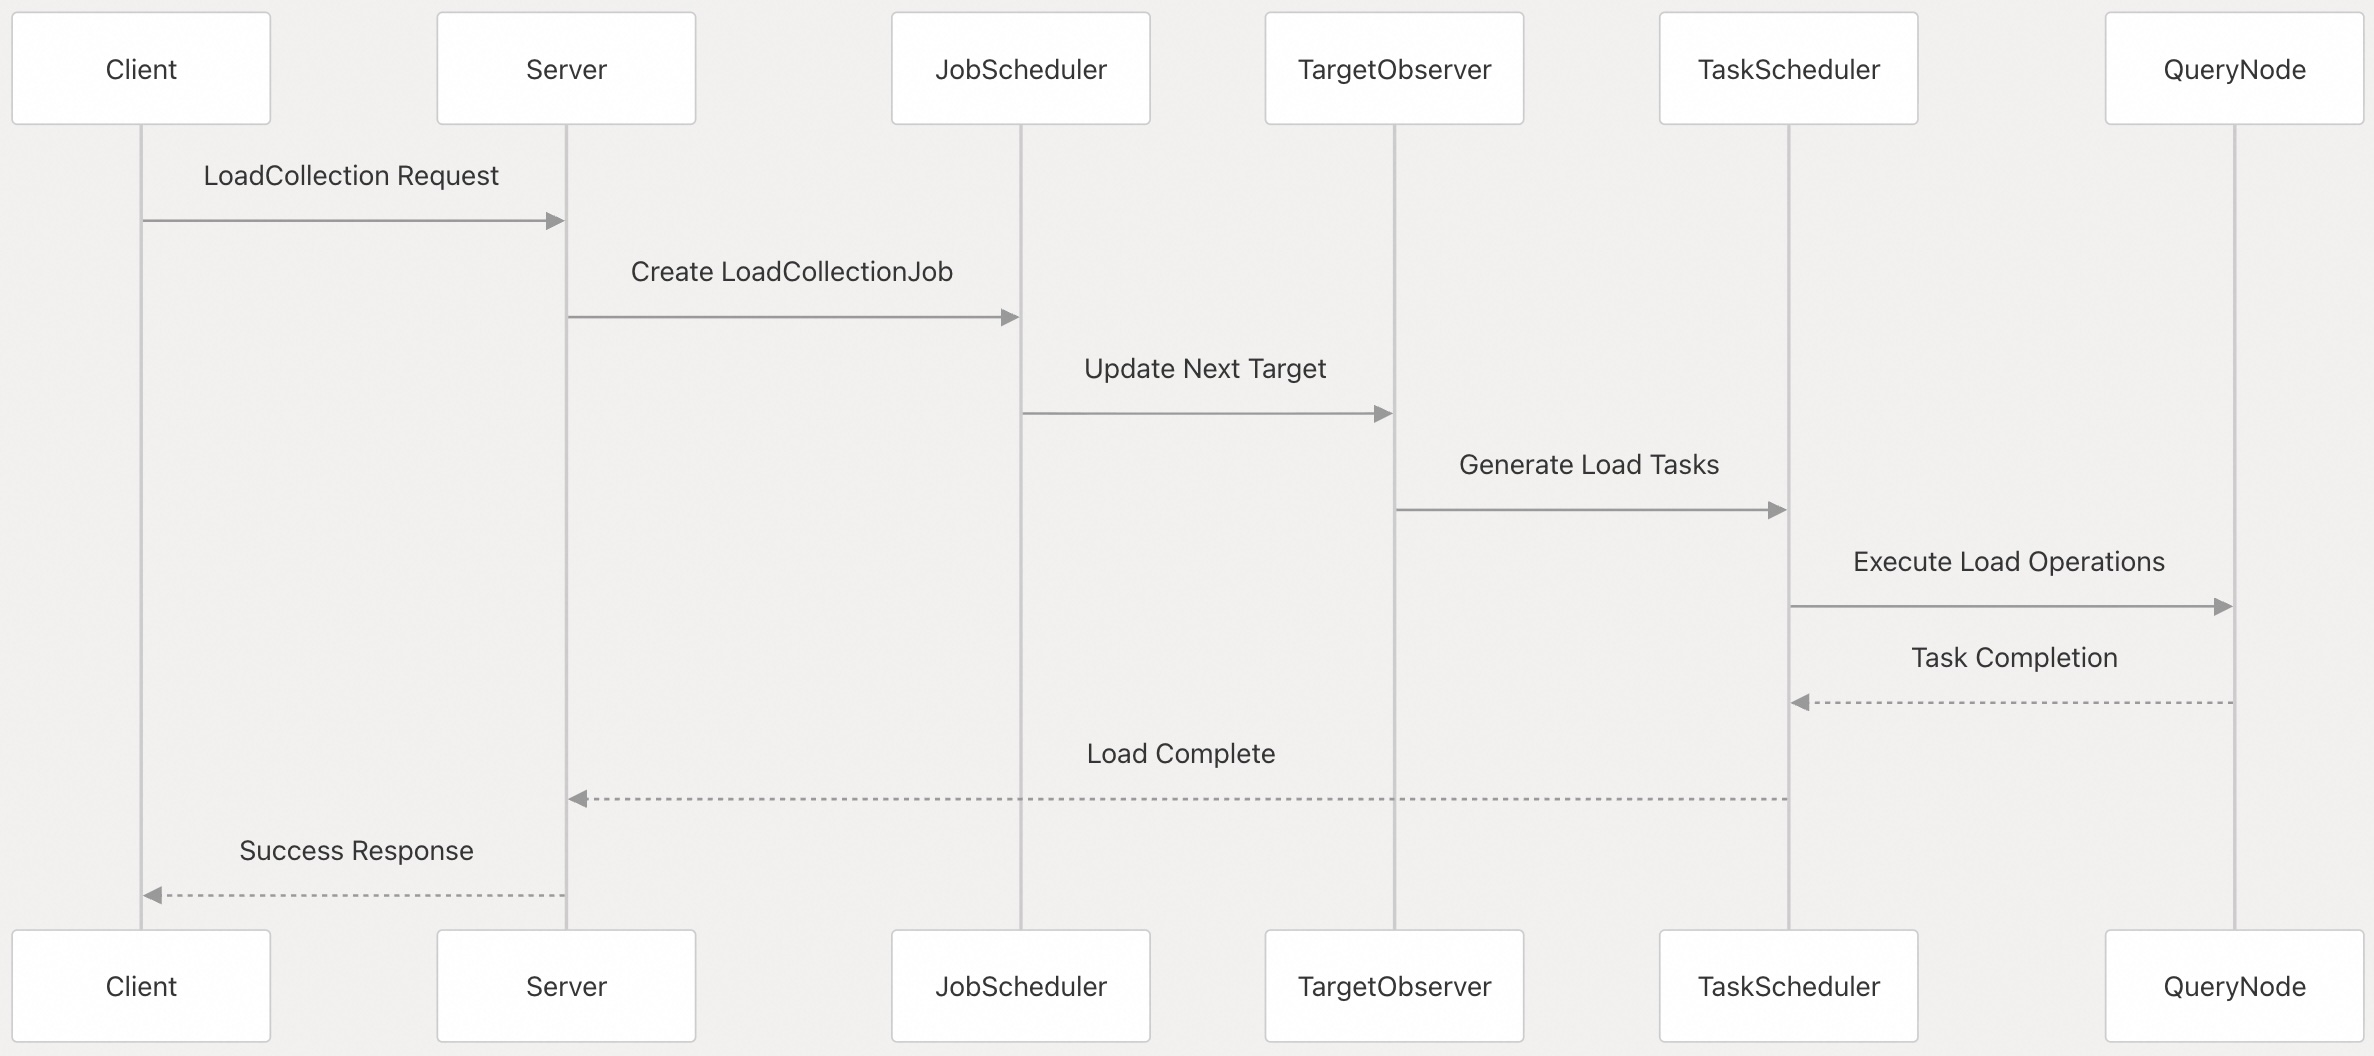 Client
Server
JobScheduler
TargetObserver
TaskScheduler
QueryNode
LoadCollection Request
Create LoadCollectionJob
Update Next Target
Generate Load Tasks
Execute Load Operations
Task Completion
Load Complete
Success Response
Client
Server
JobScheduler
TargetObserver
TaskScheduler
QueryNode